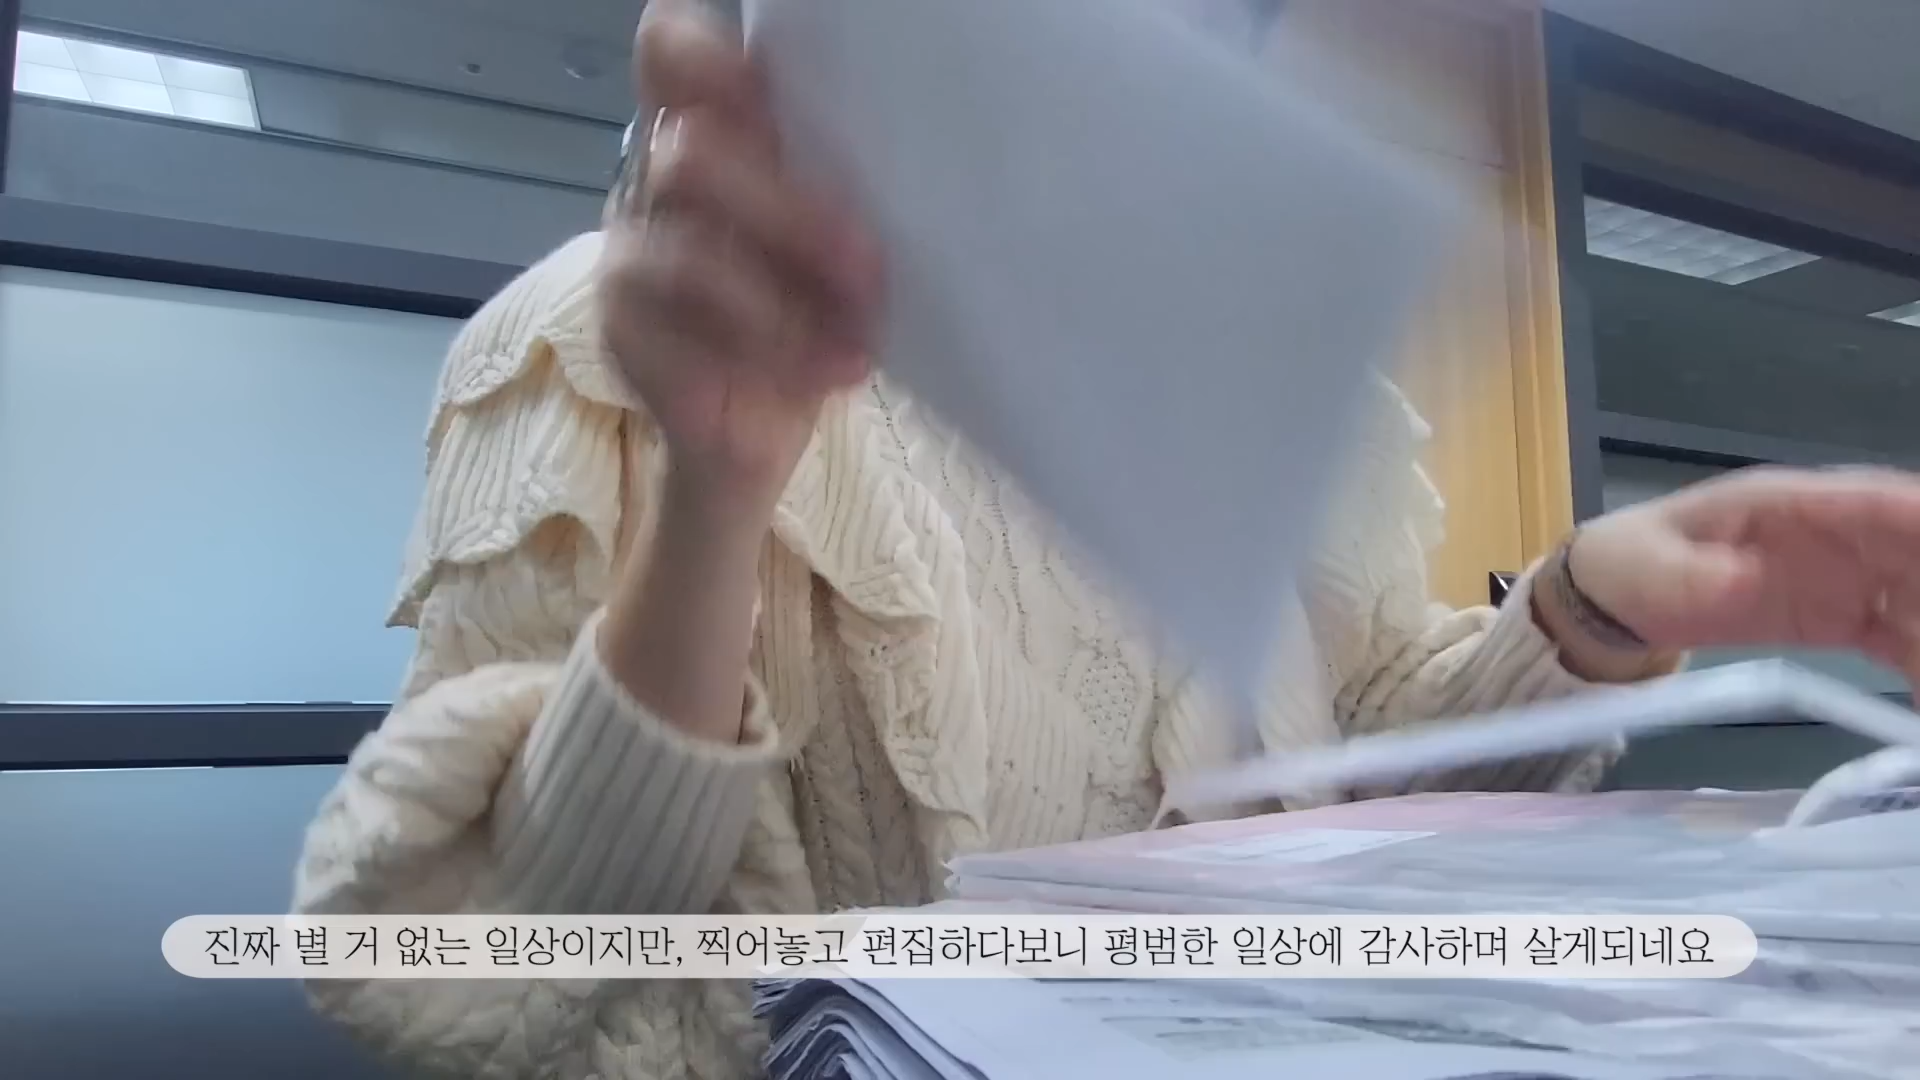 진짜 별 거 없는 일상이지만, 찍어놓고 편집하다보니 평범한 일상에 감사하며 살게되네요